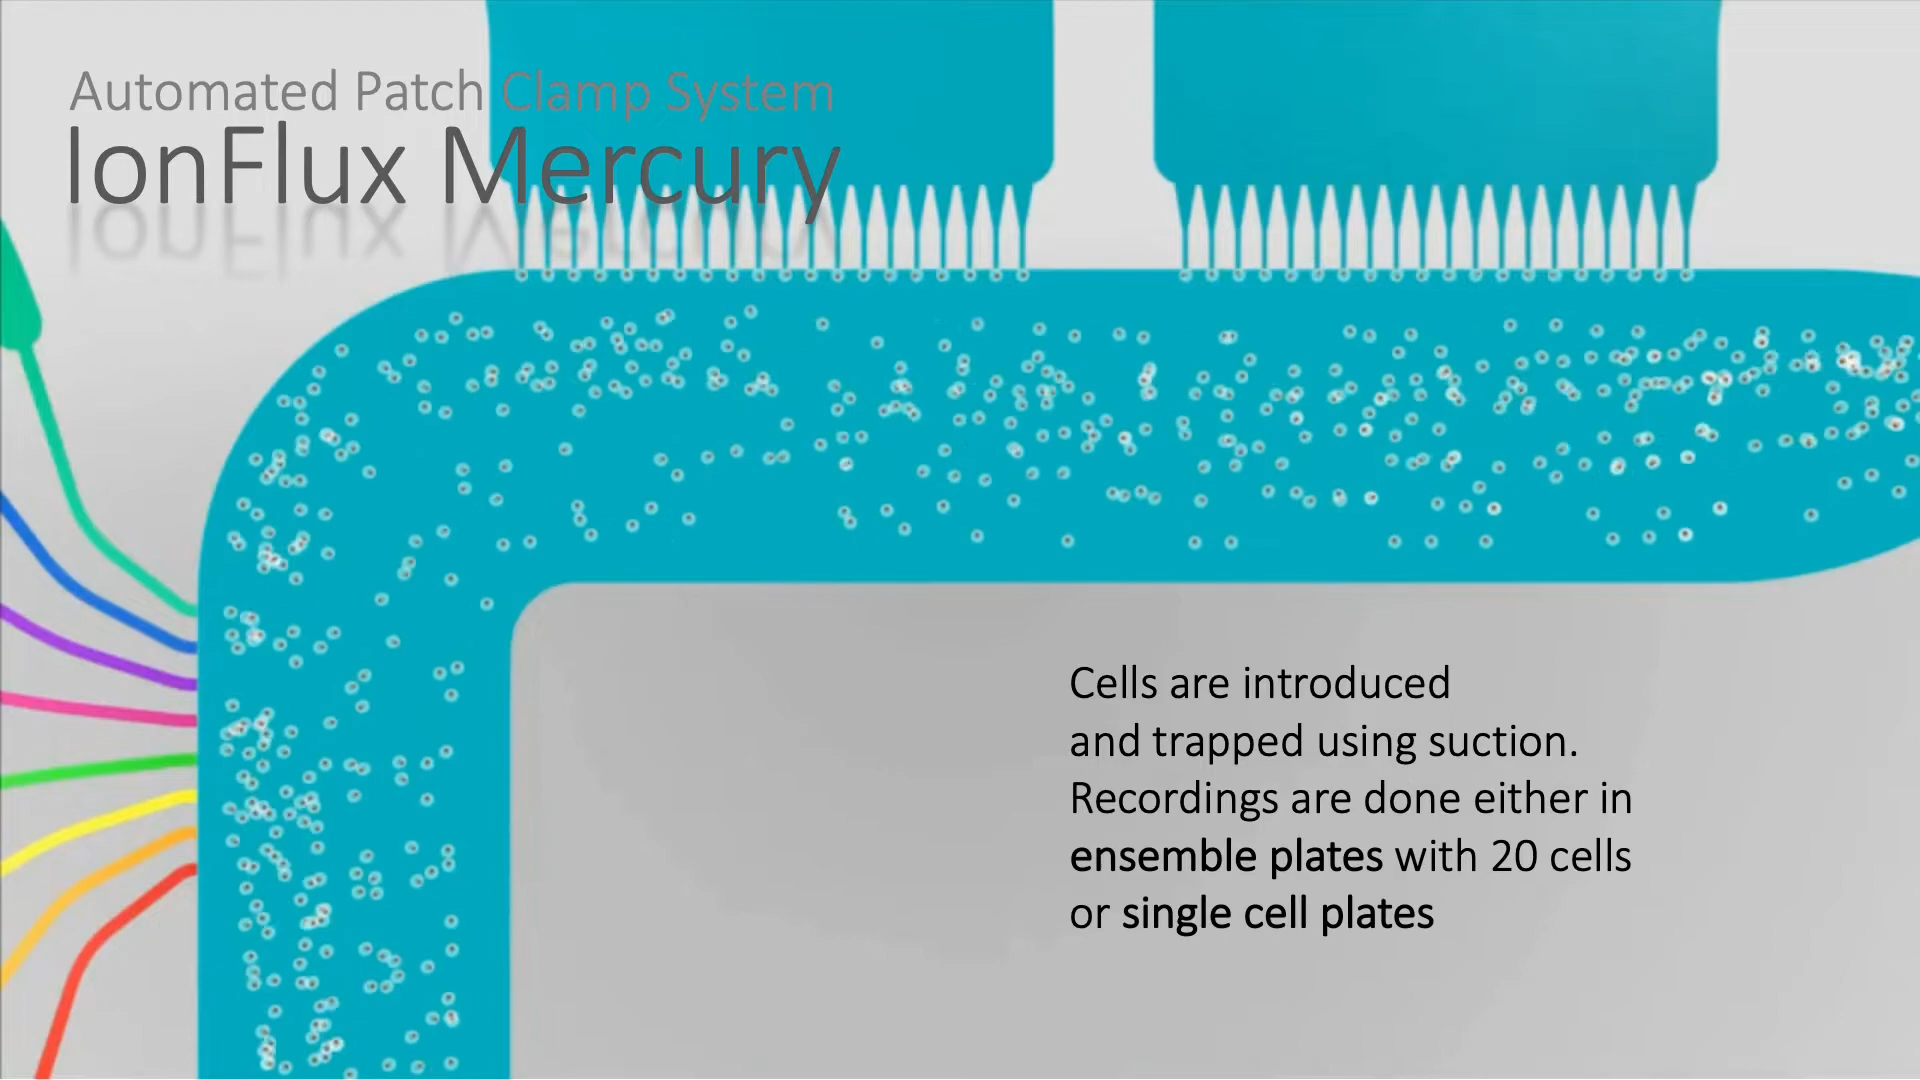 Automated Patch Clamp System
IonFlux Mercury
Cells are introduced
and trapped using suction.
Recordings are done either in
ensemble plates with 20 cells
or single cell plates